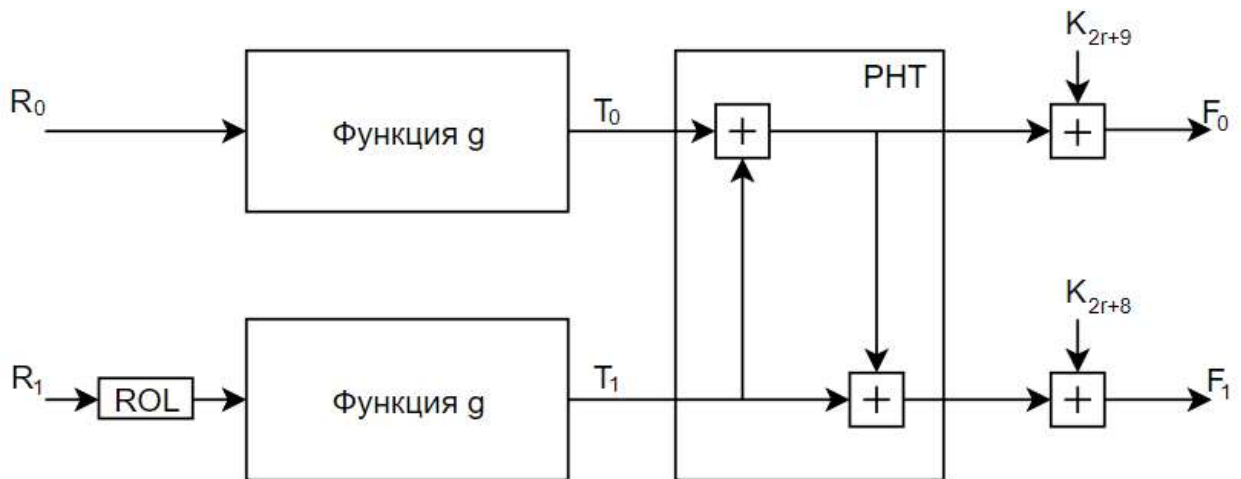 K2r+9
PHT
R0
Функция g
T0
+
+
F0
K2r+8
R1
ROL
Функция g
T1
+
+
F1